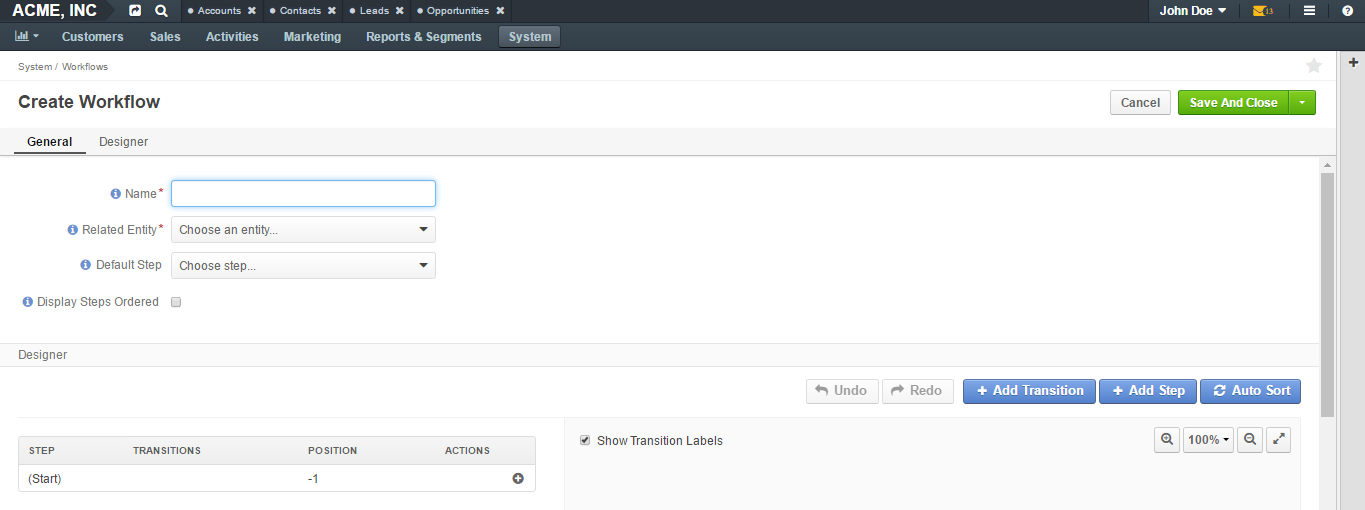 ACME, INC Accounts Contacts Leads Opportunities John Doe 13
Customers Sales Activities Marketing Reports & Segments System
System / Workflows
Create Workflow Cancel Save And Close
General Designer
Name*
Related Entity* Choose an entity...
Default Step Choose step...
Display Steps Ordered
Designer
Undo Redo + Add Transition + Add Step Auto Sort
Show Transition Labels 100%
STEP TRANSITIONS POSITION ACTIONS
(Start) -1